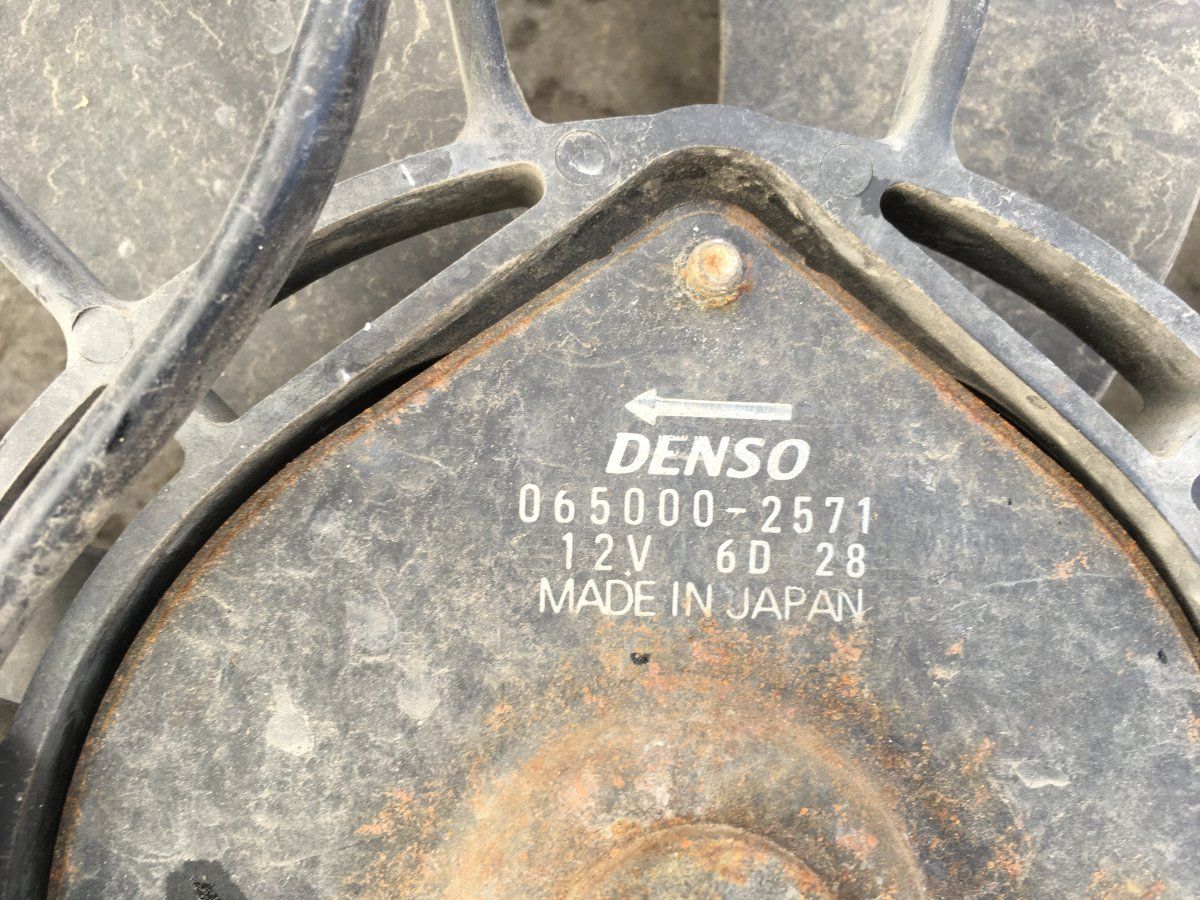 DENSO
065000-2571
12V 6D 28
MADE IN JAPAN